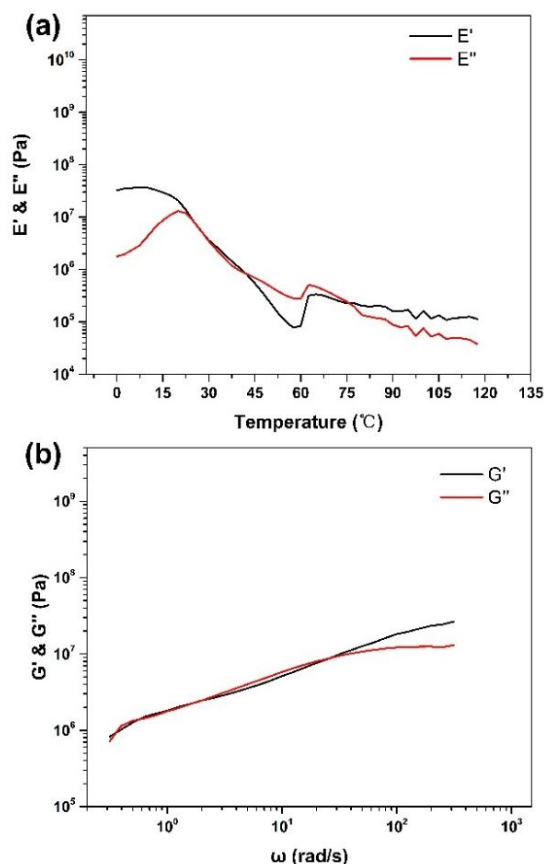 (a)
E'
E"
10¹⁰
10⁹
10⁸
10⁷
10⁶
10⁵
10⁴
E' & E" (Pa)
0 15 30 45 60 75 90 105 120 135
Temperature (℃)
(b)
G'
G"
10⁹
10⁸
10⁷
10⁶
10⁵
G' & G" (Pa)
10⁰ 10¹ 10² 10³
ω (rad/s)